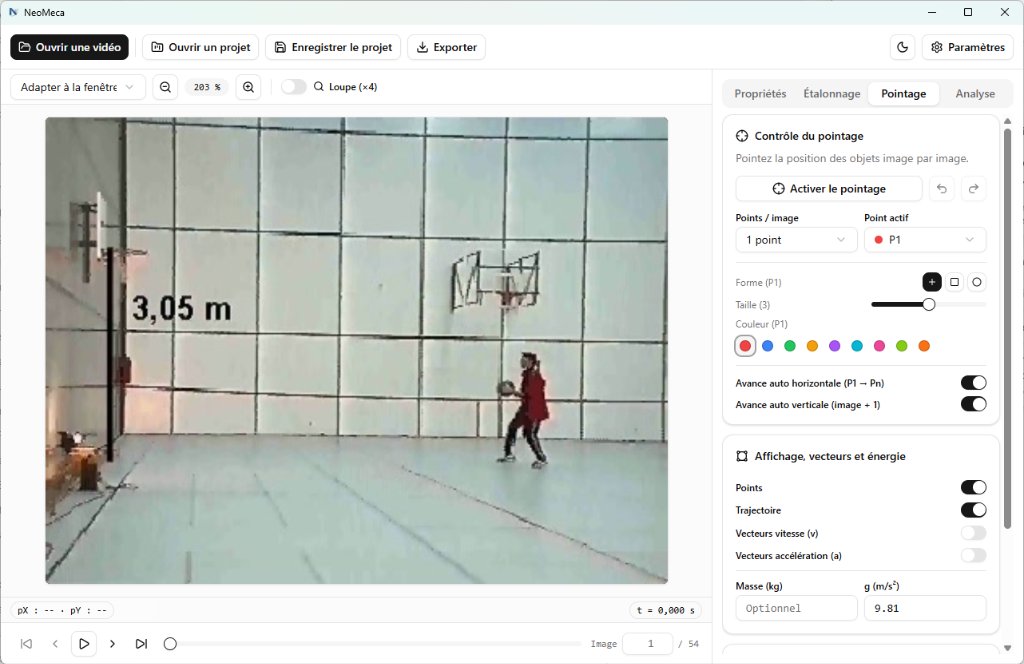 NeoMeca
Ouvrir une vidéo
Ouvrir un projet
Enregistrer le projet
Exporter
Paramètres
Adapter à la fenêtre
203 %
Loupe (×4)
3,05 m
pX : -- · pY : --
t = 0,000 s
Image 1 / 54
Propriétés Étalonnage Pointage Analyse
Contrôle du pointage
Pointez la position des objets image par image.
Activer le pointage
Points / image Point actif
1 point P1
Forme (P1)
Taille (3)
Couleur (P1)
Avance auto horizontale (P1 → Pn)
Avance auto verticale (image + 1)
Affichage, vecteurs et énergie
Points
Trajectoire
Vecteurs vitesse (v)
Vecteurs accélération (a)
Masse (kg) g (m/s²)
Optionnel 9.81